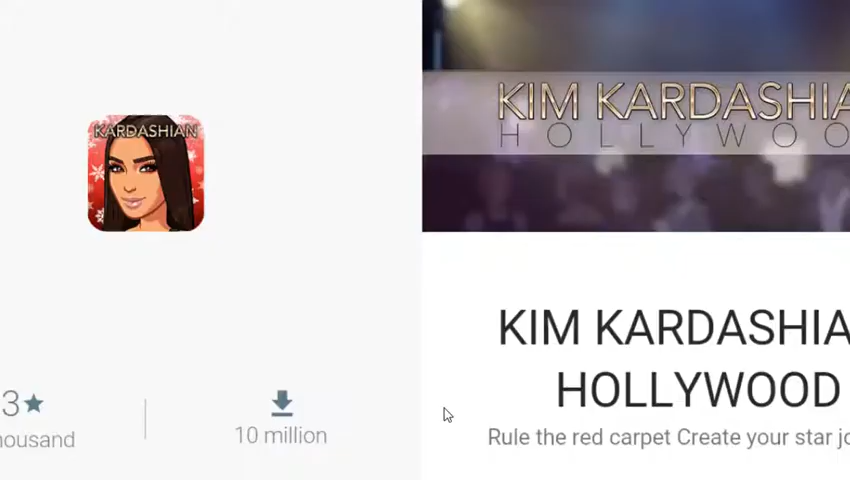 KARDASHIAN
3★
housand
10 million
KIM KARDASHIA
HOLLYWOO
KIM KARDASHIA
HOLLYWOOD
Rule the red carpet Create your star jo